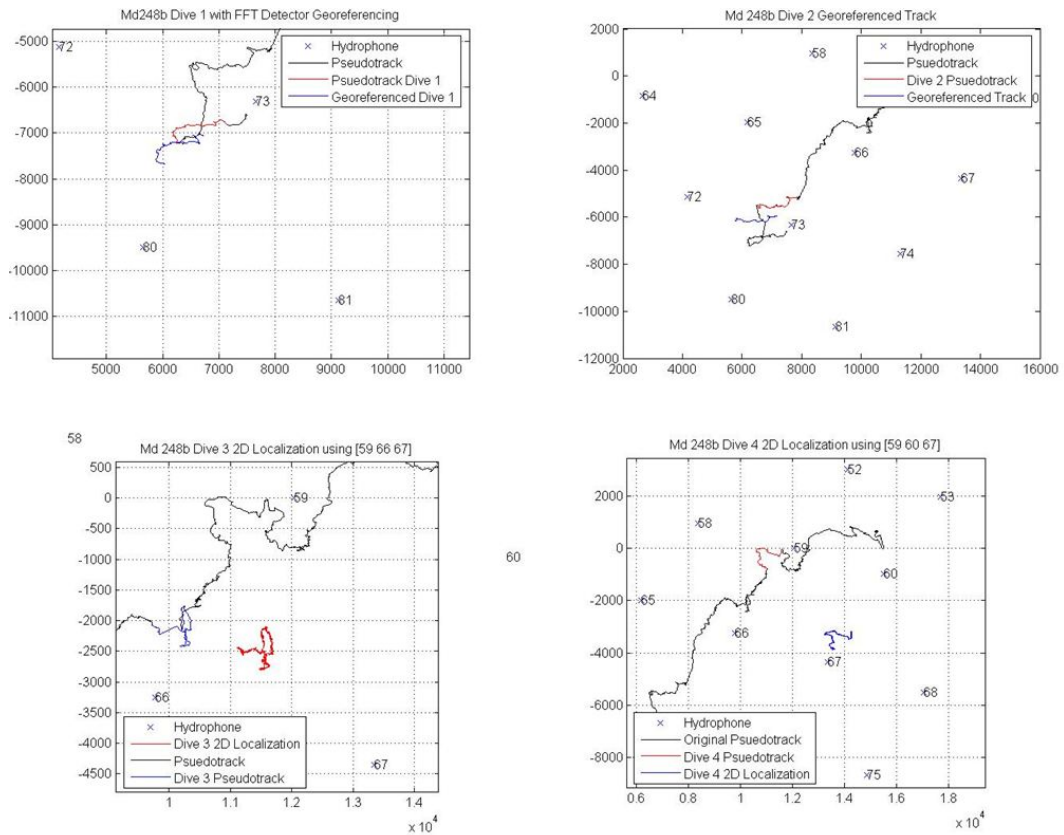 Md248b Dive 1 with FFT Detector Georeferencing
-5000
-6000
-7000
-8000
-9000
-10000
-11000
5000 6000 7000 8000 9000 10000 11000
72
73
80
81
Hydrophone
Psuedotrack
Psuedotrack Dive 1
Georeferenced Dive 1
Md 248b Dive 2 Georeferenced Track
2000
0
-2000
-4000
-6000
-8000
-10000
-12000
2000 4000 6000 8000 10000 12000 14000 16000
58
64
65
66
67
72
73
74
80
81
0
Hydrophone
Psuedotrack
Dive 2 Psuedotrack
Georeferenced Track
58
Md 248b Dive 3 2D Localization using [59 66 67]
500
0
-500
-1000
-1500
-2000
-2500
-3000
-3500
-4000
-4500
1 1.1 1.2 1.3 1.4
x 10^4
59
66
67
Hydrophone
Dive 3 2D Localization
Psuedotrack
Dive 3 Pseudotrack
60
Md 248b Dive 4 2D Localization using [59 60 67]
2000
0
-2000
-4000
-6000
-8000
0.6 0.8 1 1.2 1.4 1.6 1.8
x 10^4
52
53
58
59
60
65
66
67
68
75
Hydrophone
Original Psuedotrack
Dive 4 Psuedotrack
Dive 4 2D Localization